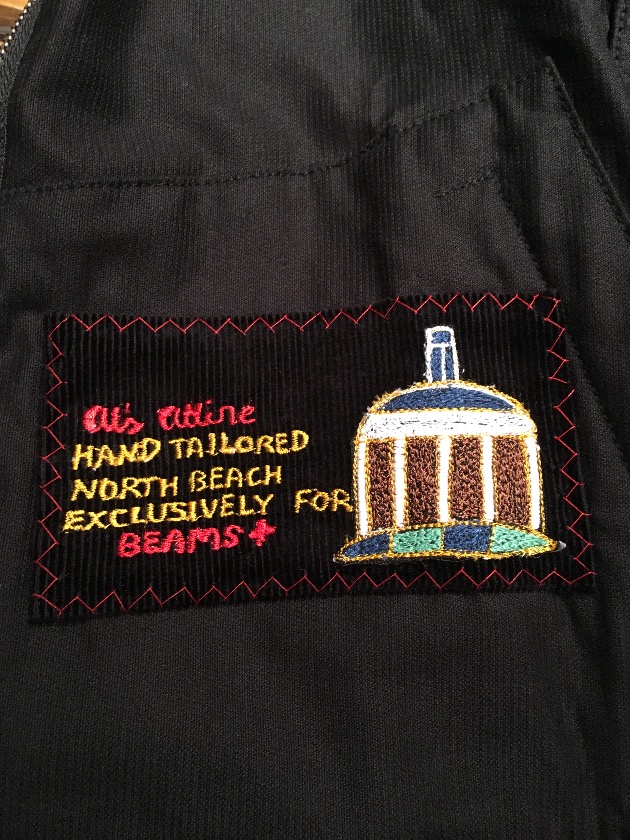 Al's Attire
HAND TAILORED
NORTH BEACH
EXCLUSIVELY FOR
BEAMS+